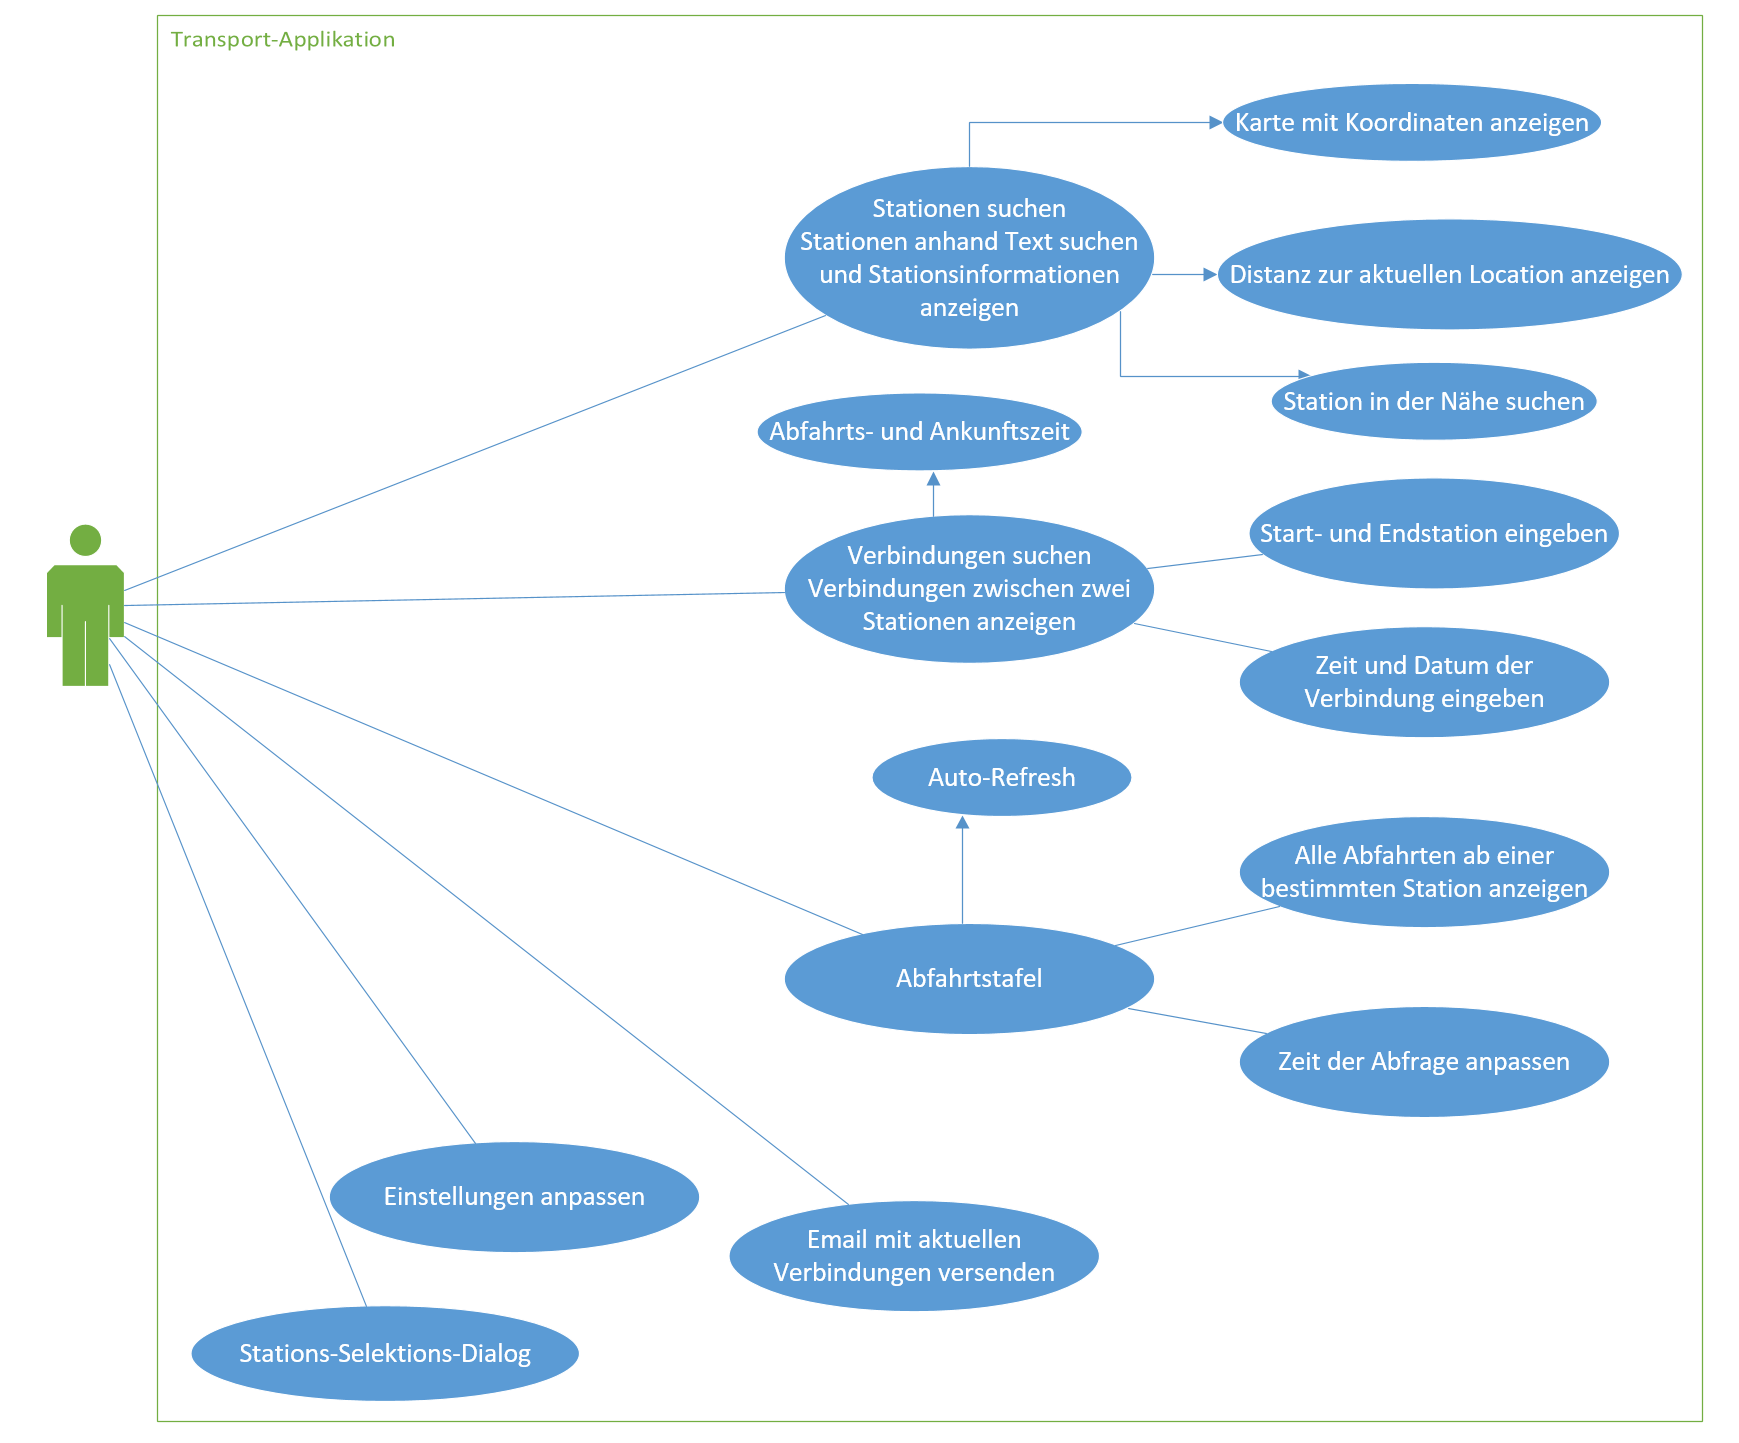 Transport-Applikation
Karte mit Koordinaten anzeigen
Stationen suchen
Stationen anhand Text suchen
und Stationsinformationen
anzeigen
Distanz zur aktuellen Location anzeigen
Station in der Nähe suchen
Abfahrts- und Ankunftszeit
Start- und Endstation eingeben
Verbindungen suchen
Verbindungen zwischen zwei
Stationen anzeigen
Zeit und Datum der
Verbindung eingeben
Auto-Refresh
Alle Abfahrten ab einer
bestimmten Station anzeigen
Abfahrtstafel
Zeit der Abfrage anpassen
Einstellungen anpassen
Email mit aktuellen
Verbindungen versenden
Stations-Selektions-Dialog